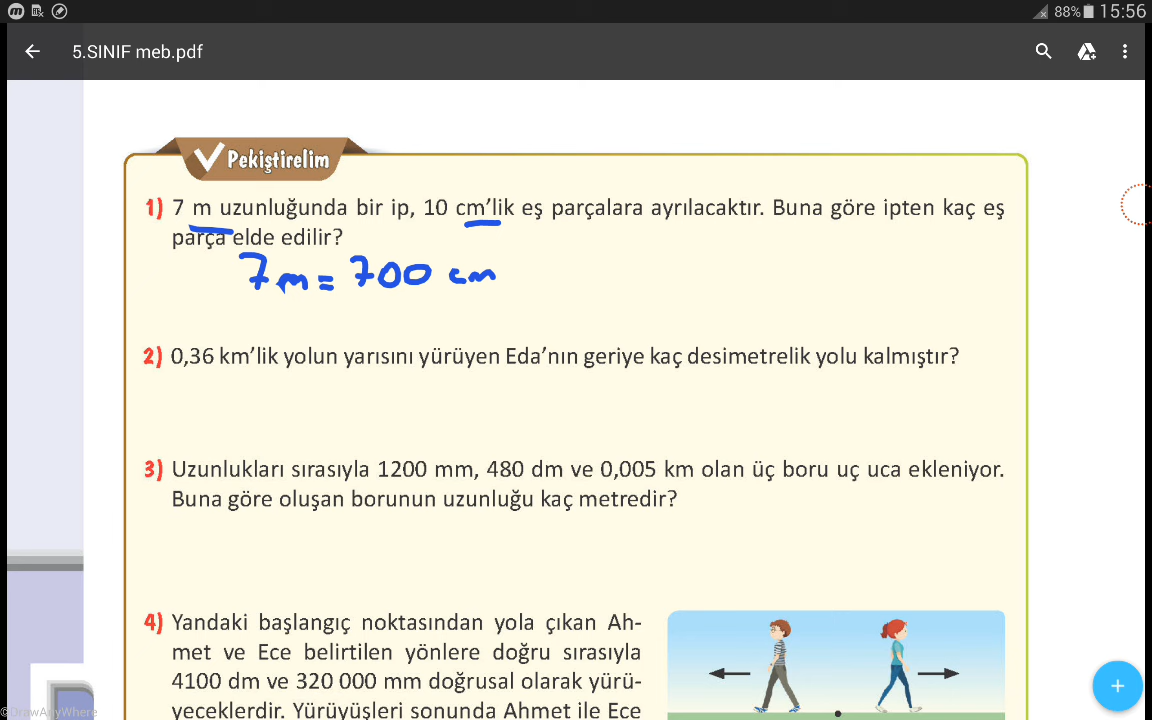 88% 15:56
5.SINIF meb.pdf
Pekiştirelim
1) 7 m uzunluğunda bir ip, 10 cm’lik eş parçalara ayrılacaktır. Buna göre ipten kaç eş
parça elde edilir?
7m = 700 cm
2) 0,36 km’lik yolun yarısını yürüyen Eda’nın geriye kaç desimetrelik yolu kalmıştır?
3) Uzunlukları sırasıyla 1200 mm, 480 dm ve 0,005 km olan üç boru uç uca ekleniyor.
Buna göre oluşan borunun uzunluğu kaç metredir?
4) Yandaki başlangıç noktasından yola çıkan Ah-
met ve Ece belirtilen yönlere doğru sırasıyla
4100 dm ve 320 000 mm doğrusal olarak yürü-
yeceklerdir. Yürüyüşleri sonunda Ahmet ile Ece
©DrawAnyWhere